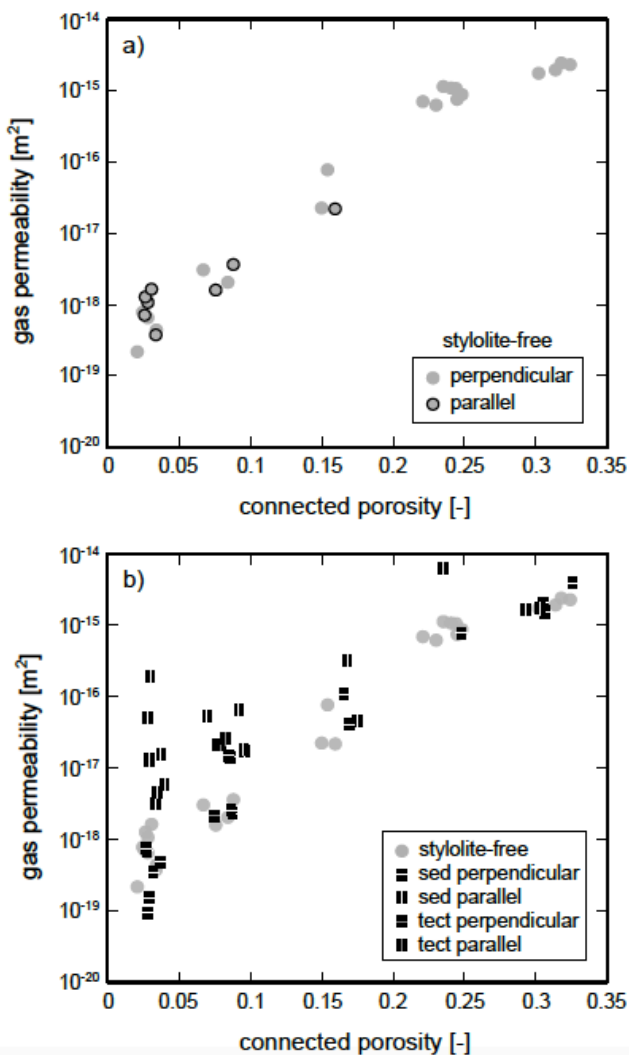 a)
10⁻¹⁴
10⁻¹⁵
10⁻¹⁶
10⁻¹⁷
10⁻¹⁸
10⁻¹⁹
10⁻²⁰
gas permeability [m²]
stylolite-free
perpendicular
parallel
0 0.05 0.1 0.15 0.2 0.25 0.3 0.35
connected porosity [-]
b)
10⁻¹⁴
10⁻¹⁵
10⁻¹⁶
10⁻¹⁷
10⁻¹⁸
10⁻¹⁹
10⁻²⁰
gas permeability [m²]
stylolite-free
sed perpendicular
sed parallel
tect perpendicular
tect parallel
0 0.05 0.1 0.15 0.2 0.25 0.3 0.35
connected porosity [-]